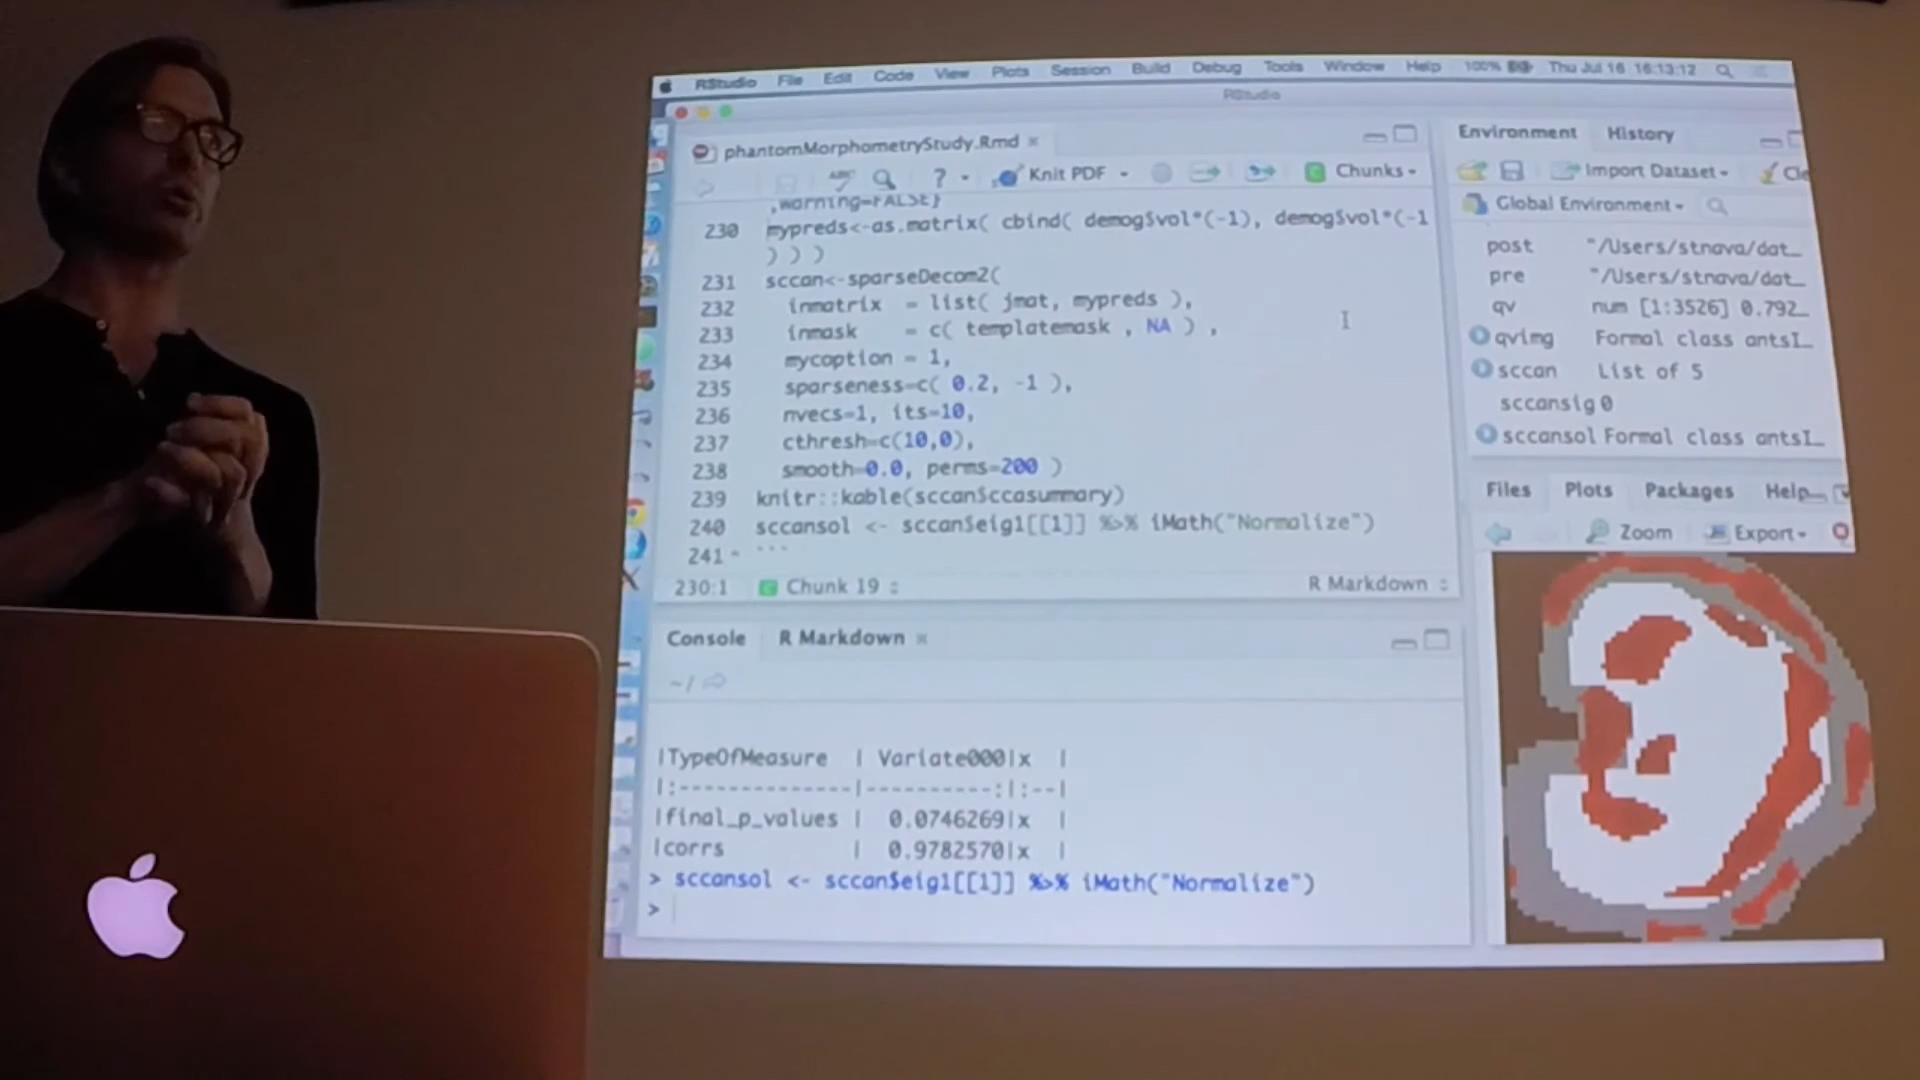 RStudio File Edit Code View Plots Session Build Debug Tools Window Help 100% Thu Jul 16 16:13:12
RStudio
phantomMorphometryStudy.Rmd
ABC ? Knit PDF Chunks
,warning=FALSE}
230 mypreds<-as.matrix( cbind( demog$vol*(-1), demog$vol*(-1
) ) )
231 sccan<-sparseDecom2(
232 inmatrix = list( jmat, mypreds ),
233 inmask = c( templatemask , NA ) ,
234 mycoption = 1,
235 sparseness=c( 0.2, -1 ),
236 nvecs=1, its=10,
237 cthresh=c(10,0),
238 smooth=0.0, perms=200 )
239 knitr::kable(sccan$ccasummary)
240 sccansol <- sccan$eig1[[1]] %>% iMath("Normalize")
241 ```
230:1 Chunk 19 R Markdown
Console R Markdown
~/
|TypeOfMeasure | Variate000|x |
|:--------------|----------:|:--|
|final_p_values | 0.0746269|x |
|corrs | 0.9782570|x |
> sccansol <- sccan$eig1[[1]] %>% iMath("Normalize")
>
Environment History
Import Dataset Cle
Global Environment
post "/Users/stnava/dat…
pre "/Users/stnava/dat…
qv num [1:3526] 0.792…
qvimg Formal class antsI…
sccan List of 5
sccansig 0
sccansol Formal class antsI…
Files Plots Packages Help
Zoom Export